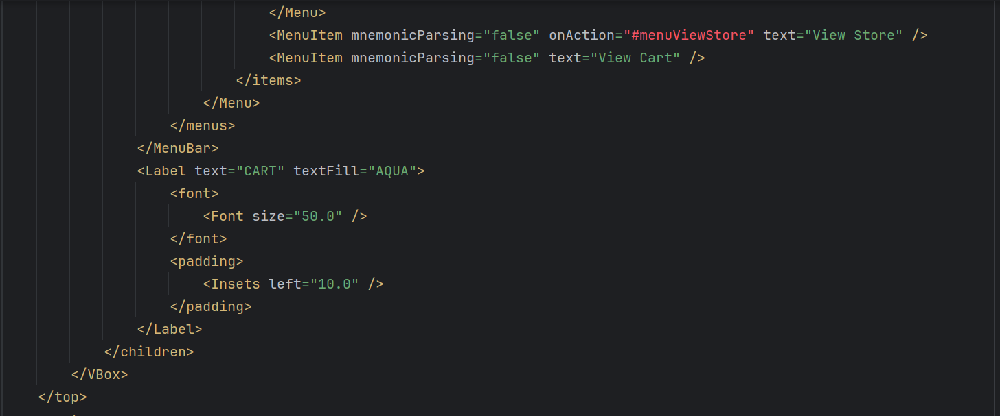 </Menu>
<MenuItem mnemonicParsing="false" onAction="#menuViewStore" text="View Store" />
<MenuItem mnemonicParsing="false" text="View Cart" />
</items>
</Menu>
</menus>
</MenuBar>
<Label text="CART" textFill="AQUA">
<font>
<Font size="50.0" />
</font>
<padding>
<Insets left="10.0" />
</padding>
</Label>
</children>
</VBox>
</top>